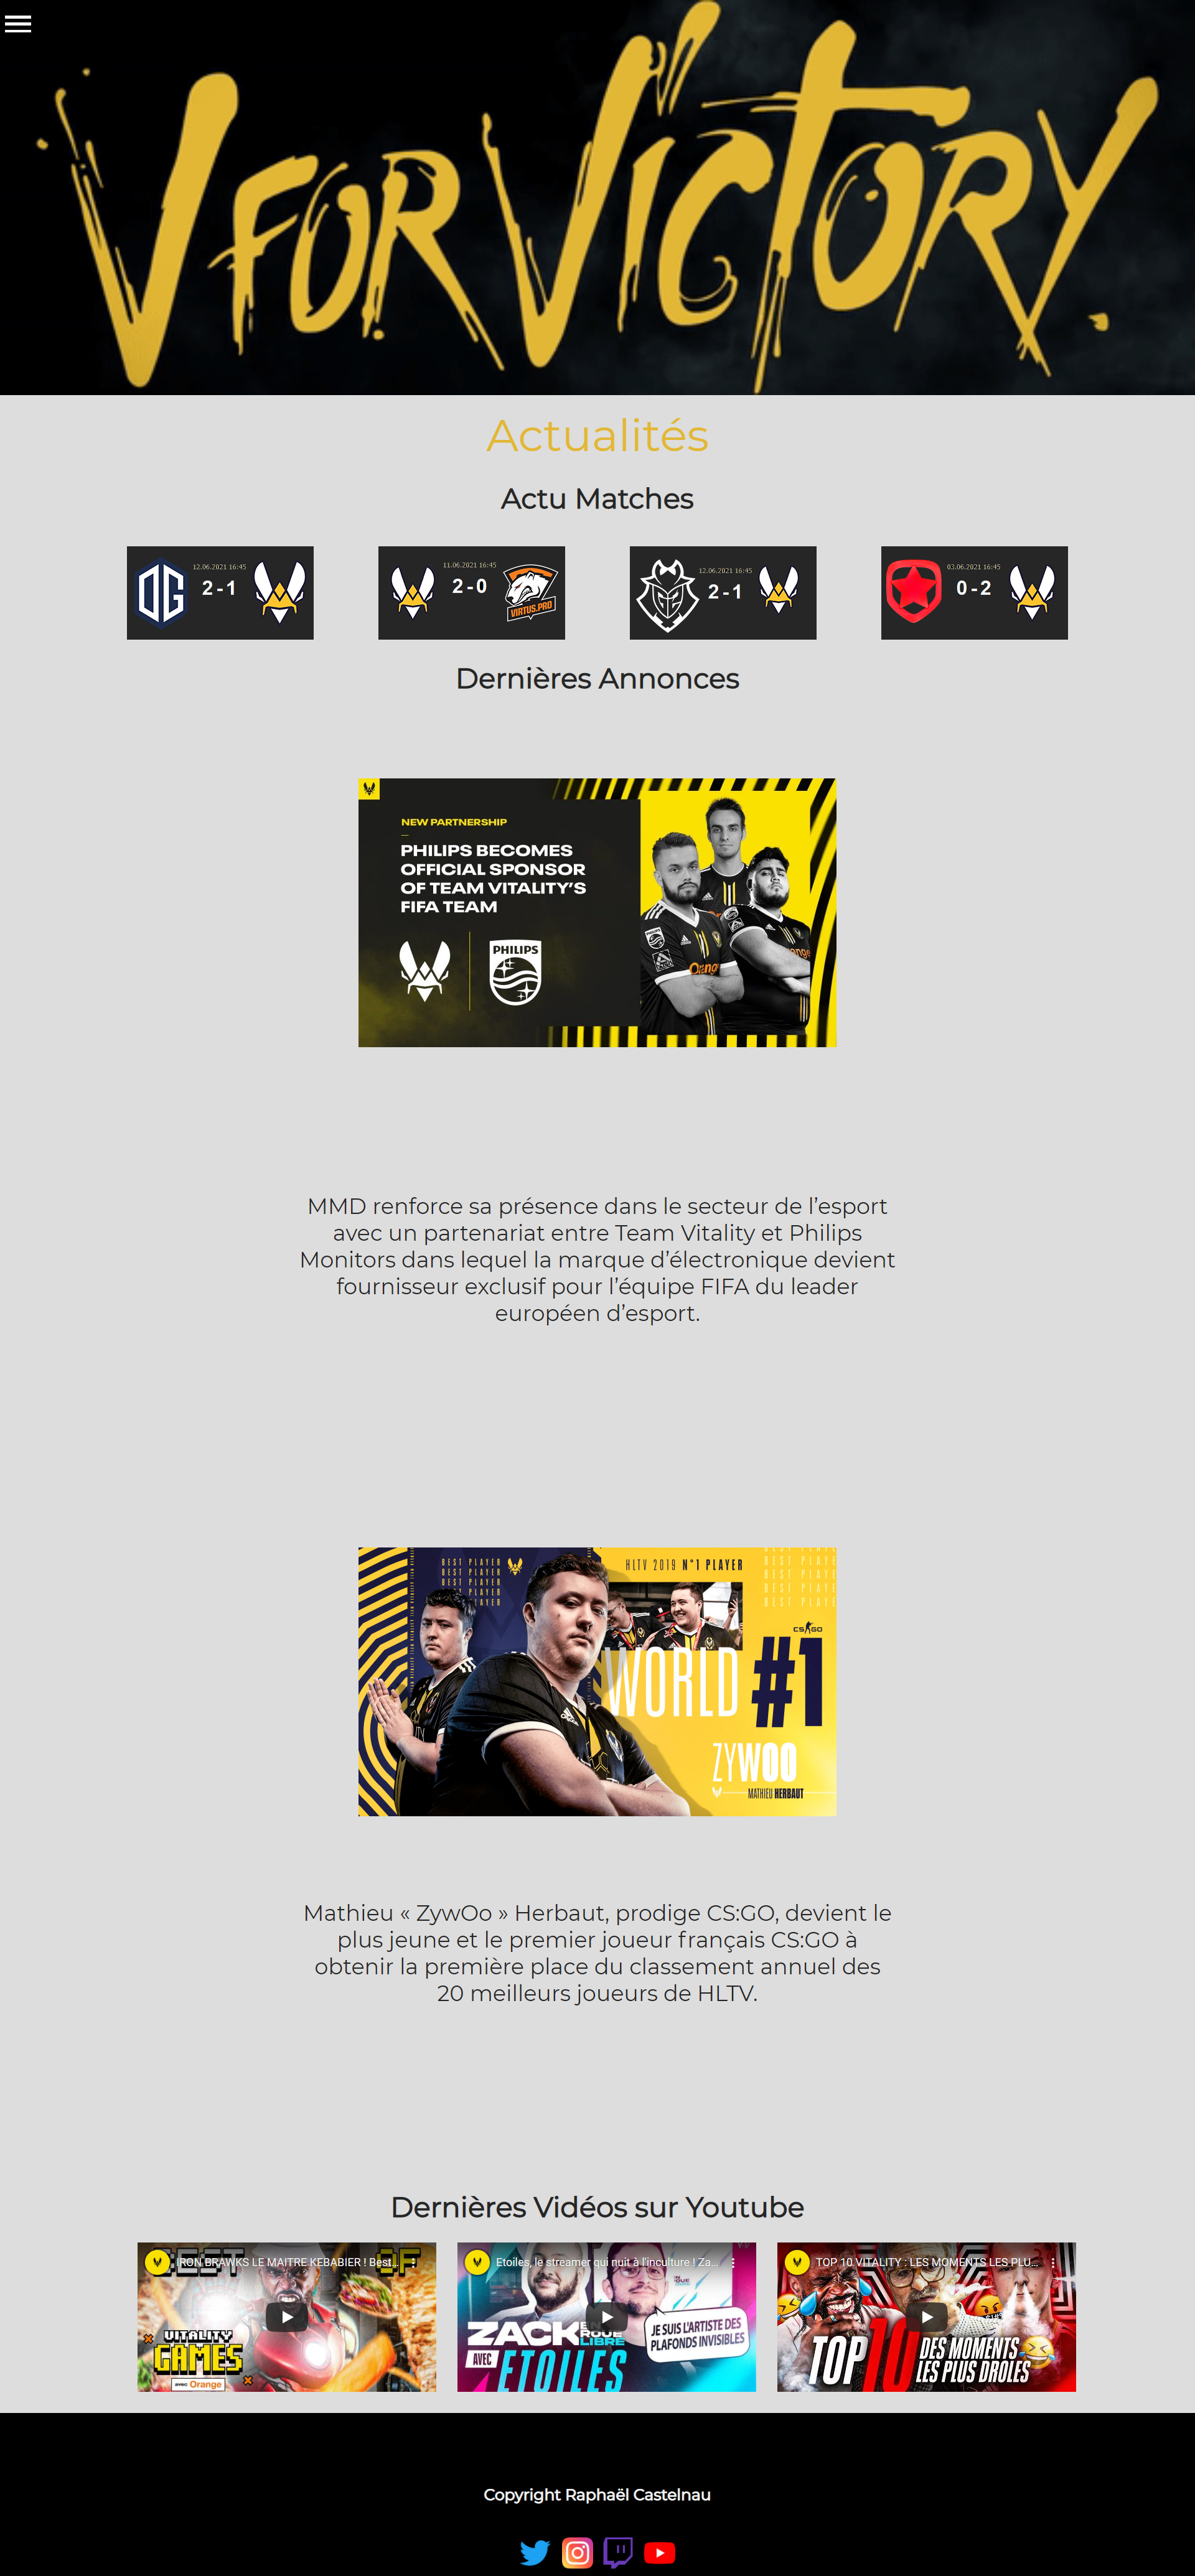 V FOR VICTORY
Actualités
Actu Matches
12.06.2021 16:45
2 - 1
OG
11.06.2021 16:45
2 - 0
VIRTUS.PRO
12.06.2021 16:45
2 - 1
03.06.2021 16:45
0 - 2
Dernières Annonces
NEW PARTNERSHIP
PHILIPS BECOMES
OFFICIAL SPONSOR
OF TEAM VITALITY'S
FIFA TEAM
PHILIPS
Orange
MMD renforce sa présence dans le secteur de l’esport
avec un partenariat entre Team Vitality et Philips
Monitors dans lequel la marque d’électronique devient
fournisseur exclusif pour l’équipe FIFA du leader
européen d’esport.
BEST PLAYER
BEST PLAYER
BEST PLAYER
BEST PLAYER
HLTV 2019 N°1 PLAYER
CS GO
WORLD #1
ZYWOO
MATHIEU HERBAUT
Mathieu « ZywOo » Herbaut, prodige CS:GO, devient le
plus jeune et le premier joueur français CS:GO à
obtenir la première place du classement annuel des
20 meilleurs joueurs de HLTV.
Dernières Vidéos sur Youtube
IRON BRAWKS LE MAITRE KEBABIER ! Best...
BEST OF
VITALITY
GAMES
avec Orange
Etoiles, le streamer qui nuit à l'inculture ! Za...
ZACK EN ROUE LIBRE
AVEC ETOILES
JE SUIS L'ARTISTE DES
PLAFONDS INVISIBLES
TOP 10 VITALITY : LES MOMENTS LES PLU...
TOP 10 DES MOMENTS
LES PLUS DROLES
Copyright Raphaël Castelnau